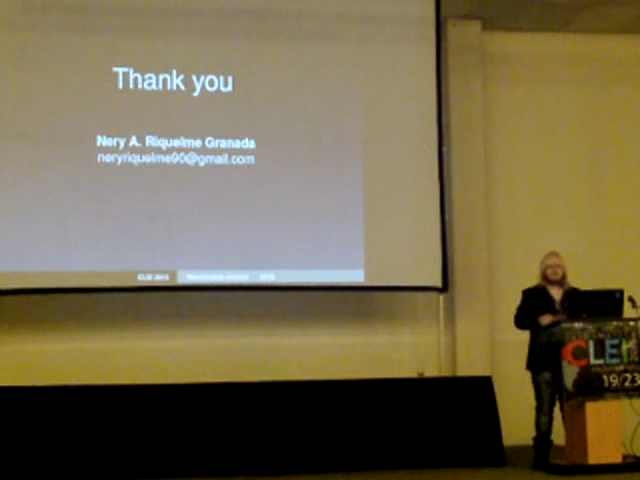 Thank you
Nery A. Riquelme Granada
neryriquelme90@gmail.com
CLEI
19/23